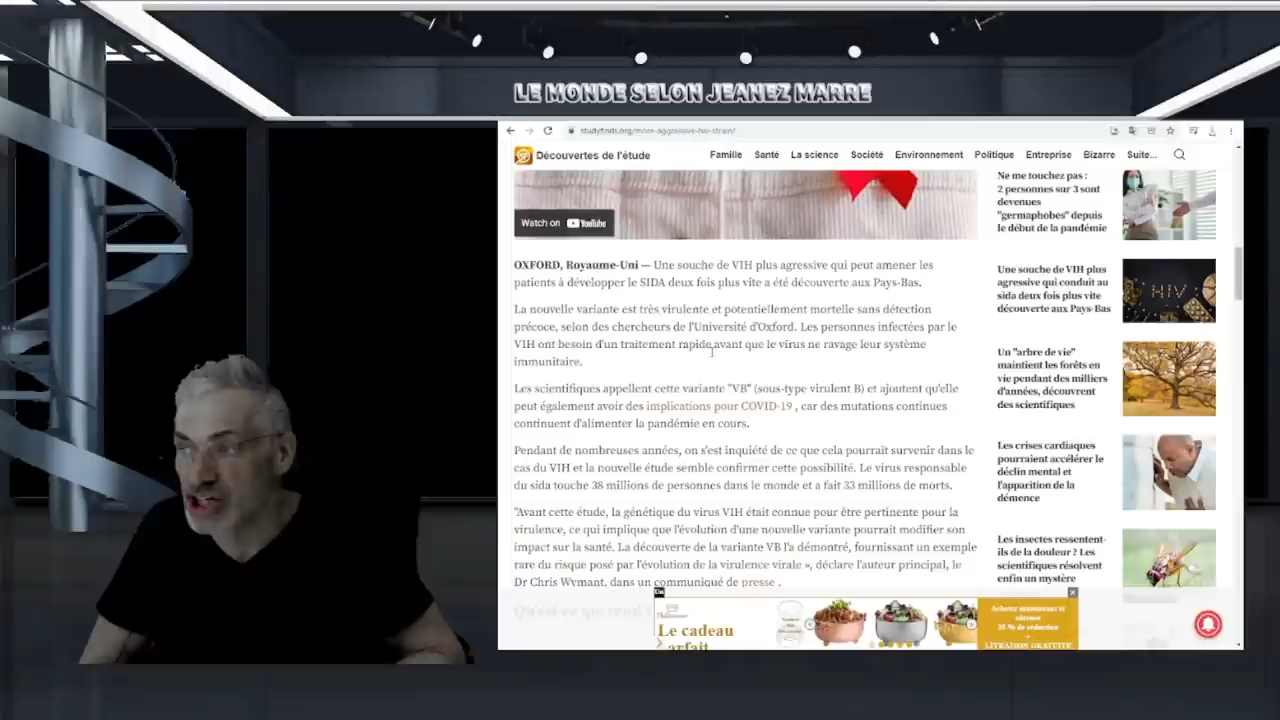 LE MONDE SELON JEANEZ MARRE
studyfinds.org/more-aggressive-hiv-strain/
Découvertes de l'étude
Famille Santé La science Société Environnement Politique Entreprise Bizarre Suite...
Watch on YouTube
OXFORD, Royaume-Uni — Une souche de VIH plus agressive qui peut amener les
patients à développer le SIDA deux fois plus vite a été découverte aux Pays-Bas.
La nouvelle variante est très virulente et potentiellement mortelle sans détection
précoce, selon des chercheurs de l'Université d'Oxford. Les personnes infectées par le
VIH ont besoin d'un traitement rapide avant que le virus ne ravage leur système
immunitaire.
Les scientifiques appellent cette variante "VB" (sous-type virulent B) et ajoutent qu'elle
peut également avoir des implications pour COVID-19 , car des mutations continues
continuent d'alimenter la pandémie en cours.
Pendant de nombreuses années, on s'est inquiété de ce que cela pourrait survenir dans le
cas du VIH et la nouvelle étude semble confirmer cette possibilité. Le virus responsable
du sida touche 38 millions de personnes dans le monde et a fait 33 millions de morts.
"Avant cette étude, la génétique du virus VIH était connue pour être pertinente pour la
virulence, ce qui implique que l'évolution d'une nouvelle variante pourrait modifier son
impact sur la santé. La découverte de la variante VB l'a démontré, fournissant un exemple
rare du risque posé par l'évolution de la virulence virale », déclare l'auteur principal, le
Dr Chris Wymant, dans un communiqué de presse .
Qu'est-ce qui rend
Ne me touchez pas :
2 personnes sur 3 sont
devenues
"germaphobes" depuis
le début de la pandémie
Une souche de VIH plus
agressive qui conduit au
sida deux fois plus vite
découverte aux Pays-Bas
HIV
Un "arbre de vie"
maintient les forêts en
vie pendant des milliers
d'années, découvrent
des scientifiques
Les crises cardiaques
pourraient accélérer le
déclin mental et
l'apparition de la
démence
Les insectes ressentent-
ils de la douleur ? Les
scientifiques résolvent
enfin un mystère
Le cadeau
parfait
Achetez maintenant et
obtenez
25 % de réduction
+
LIVRAISON GRATUITE